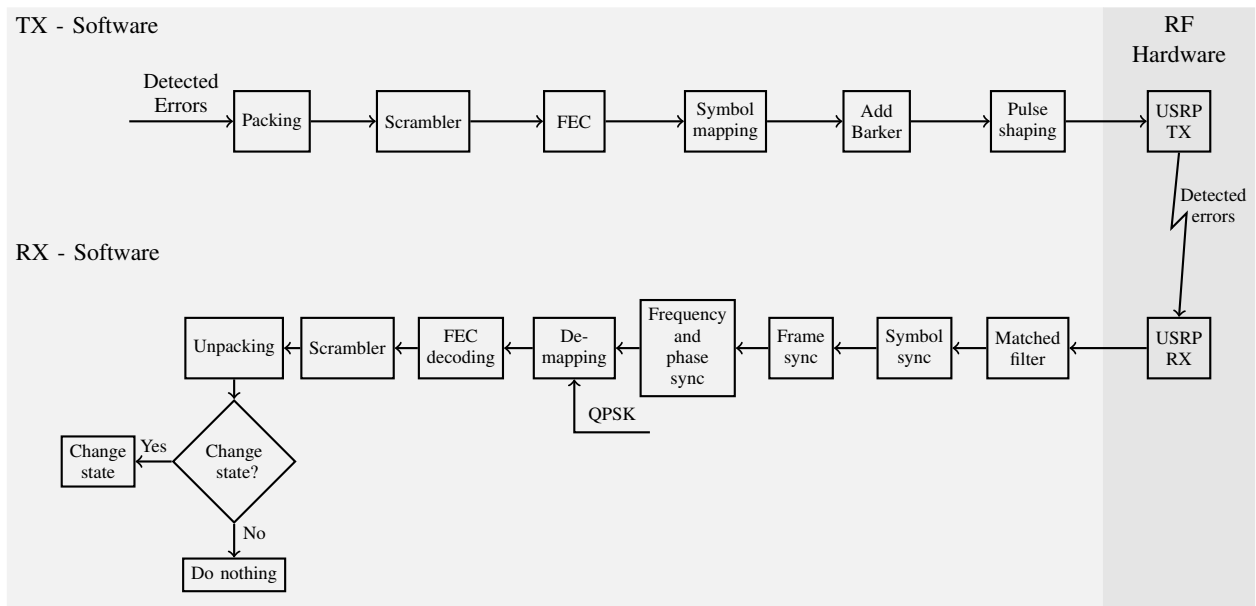 TX - Software
RF
Hardware
Detected
Errors
Packing
Scrambler
FEC
Symbol
mapping
Add
Barker
Pulse
shaping
USRP
TX
Detected
errors
RX - Software
Unpacking
Scrambler
FEC
decoding
De-
mapping
Frequency
and
phase
sync
Frame
sync
Symbol
sync
Matched
filter
USRP
RX
QPSK
Change
state
Yes
Change
state?
No
Do nothing